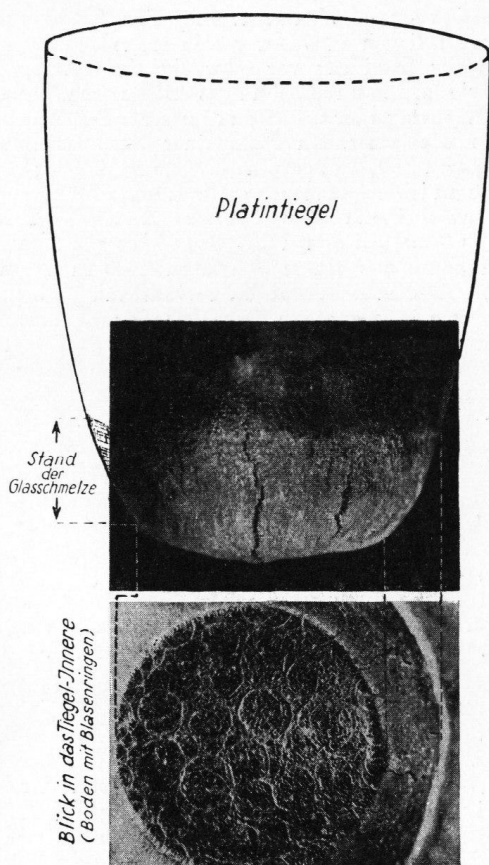 Platintiegel
Stand
der
Glasschmelze
Blick in das Tiegel-Innere
(Boden mit Blasenringen)